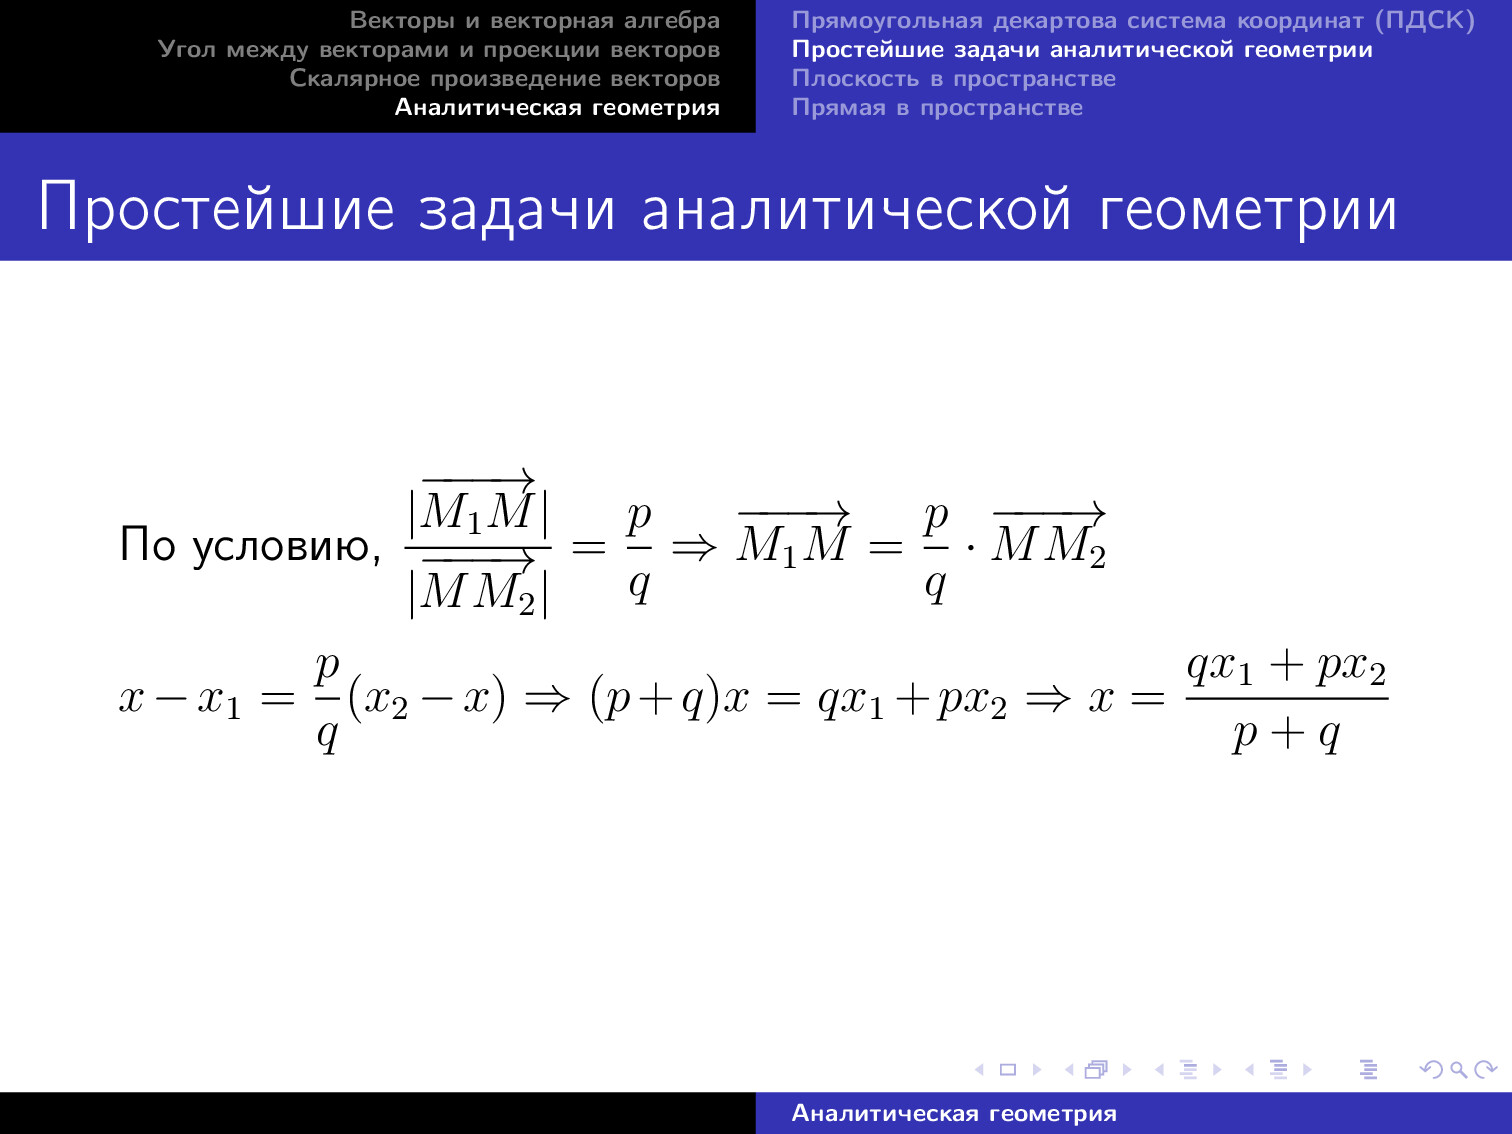 Векторы и векторная алгебра
Угол между векторами и проекции векторов
Скалярное произведение векторов
Аналитическая геометрия
Прямоугольная декартова система координат (ПДСК)
Простейшие задачи аналитической геометрии
Плоскость в пространстве
Прямая в пространстве
Простейшие задачи аналитической геометрии
По условию, $\frac{|\overrightarrow{M_1M}|}{|\overrightarrow{MM_2}|} = \frac{p}{q} \Rightarrow \overrightarrow{M_1M} = \frac{p}{q} \cdot \overrightarrow{MM_2}$
$x - x_1 = \frac{p}{q}(x_2 - x) \Rightarrow (p + q)x = qx_1 + px_2 \Rightarrow x = \frac{qx_1 + px_2}{p + q}$
Аналитическая геометрия